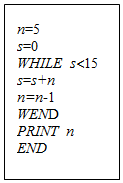 n=5
s=0
WHILE s<15
s=s+n
n=n-1
WEND
PRINT n
END